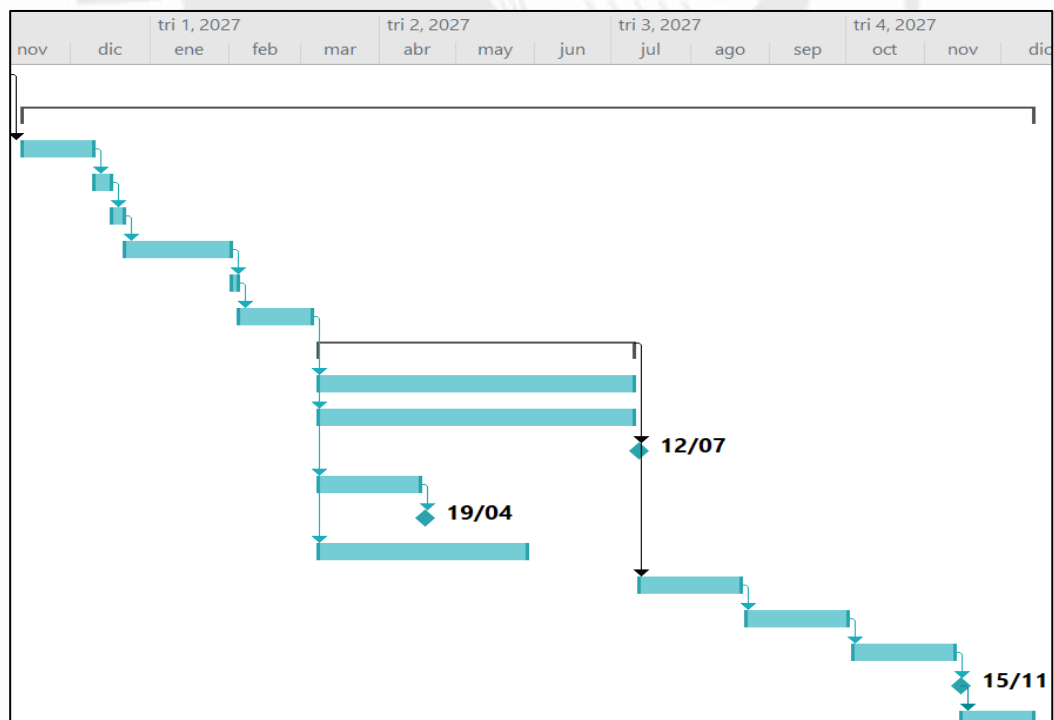 tri 1, 2027 tri 2, 2027 tri 3, 2027 tri 4, 2027
nov dic ene feb mar abr may jun jul ago sep oct nov dic
12/07
19/04
15/11